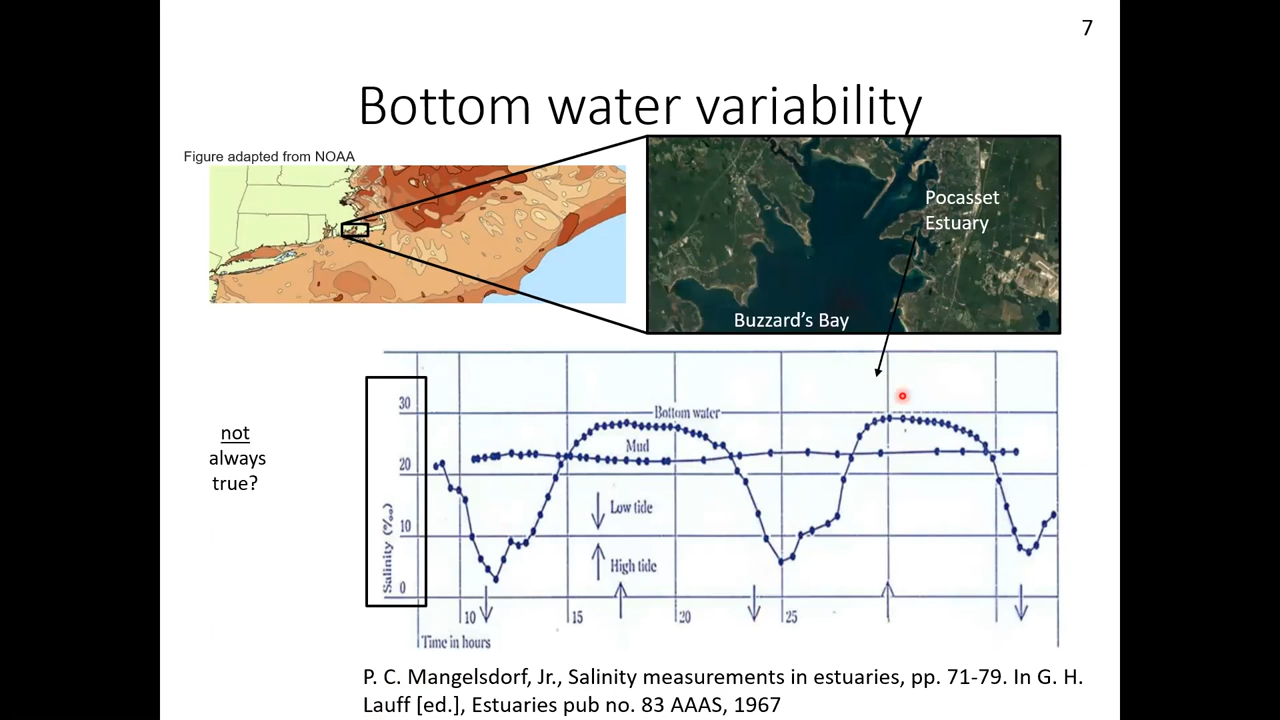 7
Bottom water variability
Figure adapted from NOAA
Pocasset
Estuary
Buzzard’s Bay
not
always
true?
Salinity (‰)
30
20
10
0
Bottom water
Mud
Low tide
High tide
10
15
20
25
Time in hours
P. C. Mangelsdorf, Jr., Salinity measurements in estuaries, pp. 71-79. In G. H.
Lauff [ed.], Estuaries pub no. 83 AAAS, 1967